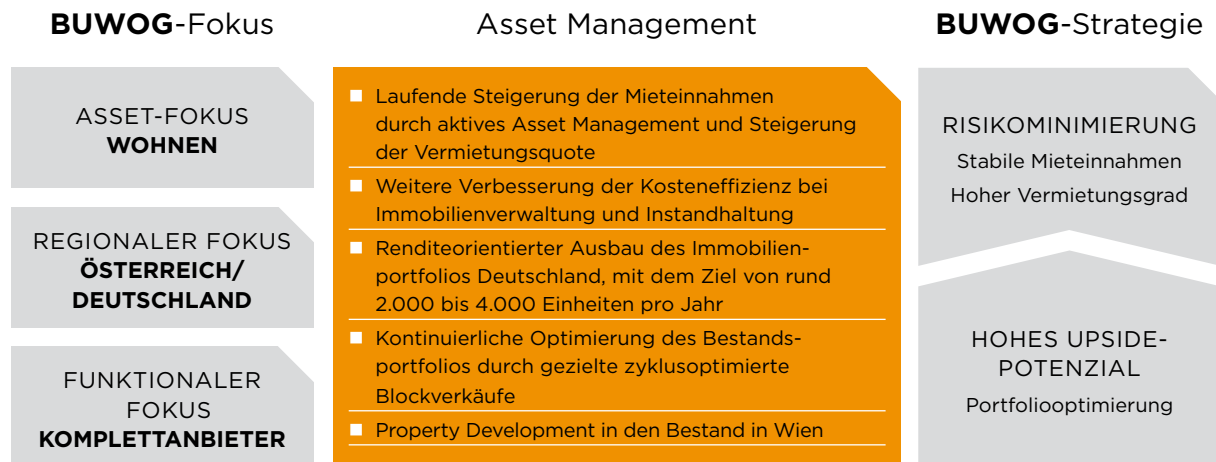 BUWOG-Fokus
ASSET-FOKUS
WOHNEN
REGIONALER FOKUS
ÖSTERREICH/
DEUTSCHLAND
FUNKTIONALER
FOKUS
KOMPLETTANBIETER
Asset Management
Laufende Steigerung der Mieteinnahmen
durch aktives Asset Management und Steigerung
der Vermietungsquote
Weitere Verbesserung der Kosteneffizienz bei
Immobilienverwaltung und Instandhaltung
Renditeorientierter Ausbau des Immobilien-
portfolios Deutschland, mit dem Ziel von rund
2.000 bis 4.000 Einheiten pro Jahr
Kontinuierliche Optimierung des Bestands-
portfolios durch gezielte zyklusoptimierte
Blockverkäufe
Property Development in den Bestand in Wien
BUWOG-Strategie
RISIKOMINIMIERUNG
Stabile Mieteinnahmen
Hoher Vermietungsgrad
HOHES UPSIDE-
POTENZIAL
Portfoliooptimierung